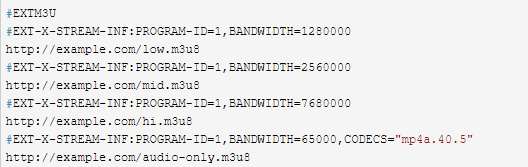 #EXTM3U
#EXT-X-STREAM-INF:PROGRAM-ID=1,BANDWIDTH=1280000
http://example.com/low.m3u8
#EXT-X-STREAM-INF:PROGRAM-ID=1,BANDWIDTH=2560000
http://example.com/mid.m3u8
#EXT-X-STREAM-INF:PROGRAM-ID=1,BANDWIDTH=7680000
http://example.com/hi.m3u8
#EXT-X-STREAM-INF:PROGRAM-ID=1,BANDWIDTH=65000,CODECS="mp4a.40.5"
http://example.com/audio-only.m3u8